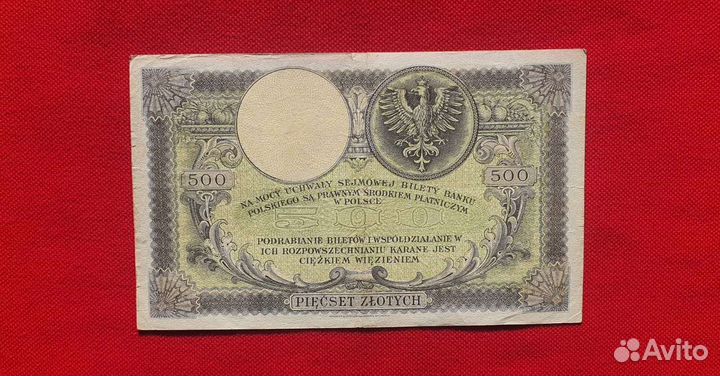 500
500
NA MOCY UCHWAŁY SEJMOWEJ BILETY BANKU
POLSKIEGO SĄ PRAWNYM ŚRODKIEM PŁATNICZYM
W POLSCE
500
PODRABIANIE BILETÓW I WSPÓŁDZIAŁANIE W
ICH ROZPOWSZECHNIANIU KARANE JEST
CIĘŻKIEM WIĘZIENIEM
PIĘĆSET ZŁOTYCH
Avito